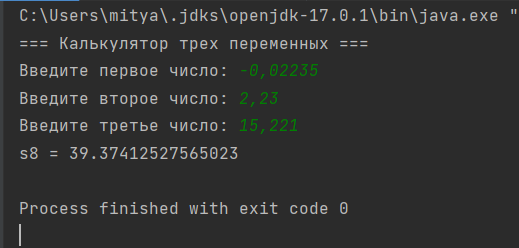 C:\Users\mitya\.jdks\openjdk-17.0.1\bin\java.exe "
=== Калькулятор трех переменных ===
Введите первое число: -0,02235
Введите второе число: 2,23
Введите третье число: 15,221
s8 = 39.37412527565023
Process finished with exit code 0